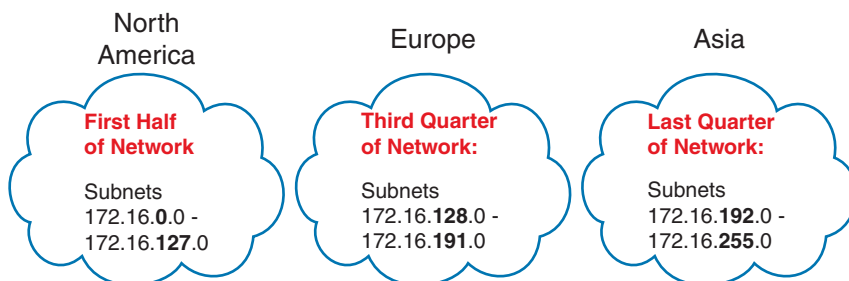 North
America
First Half
of Network
Subnets
172.16.0.0 -
172.16.127.0
Europe
Third Quarter
of Network:
Subnets
172.16.128.0 -
172.16.191.0
Asia
Last Quarter
of Network:
Subnets
172.16.192.0 -
172.16.255.0